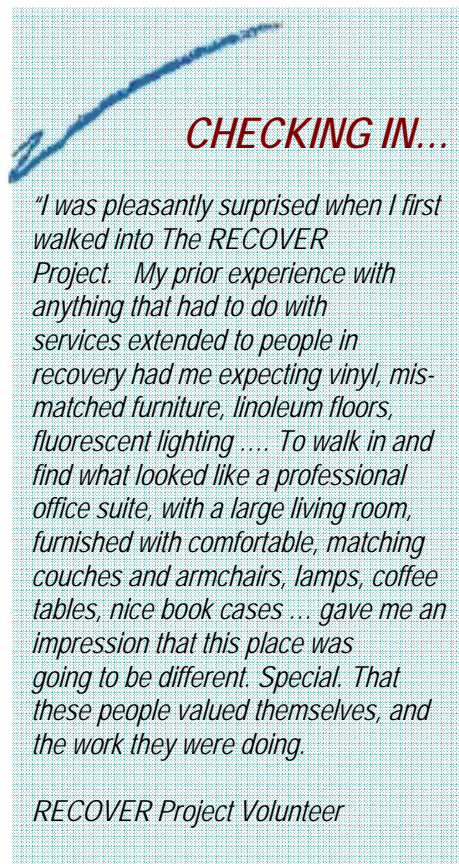 CHECKING IN...
"I was pleasantly surprised when I first
walked into The RECOVER
Project. My prior experience with
anything that had to do with
services extended to people in
recovery had me expecting vinyl, mis-
matched furniture, linoleum floors,
fluorescent lighting .... To walk in and
find what looked like a professional
office suite, with a large living room,
furnished with comfortable, matching
couches and armchairs, lamps, coffee
tables, nice book cases ... gave me an
impression that this place was
going to be different. Special. That
these people valued themselves, and
the work they were doing.
RECOVER Project Volunteer